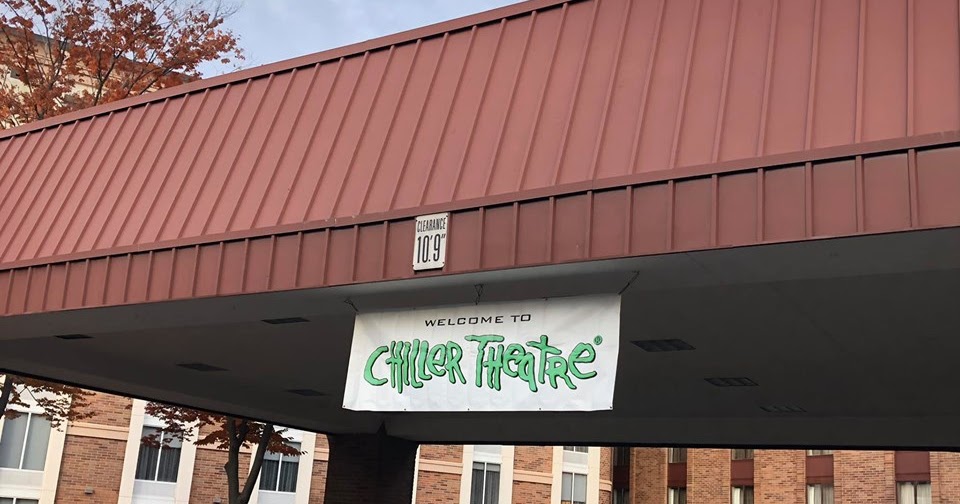 CLEARANCE
10'.9"
WELCOME TO
CHILLER THEATRE®